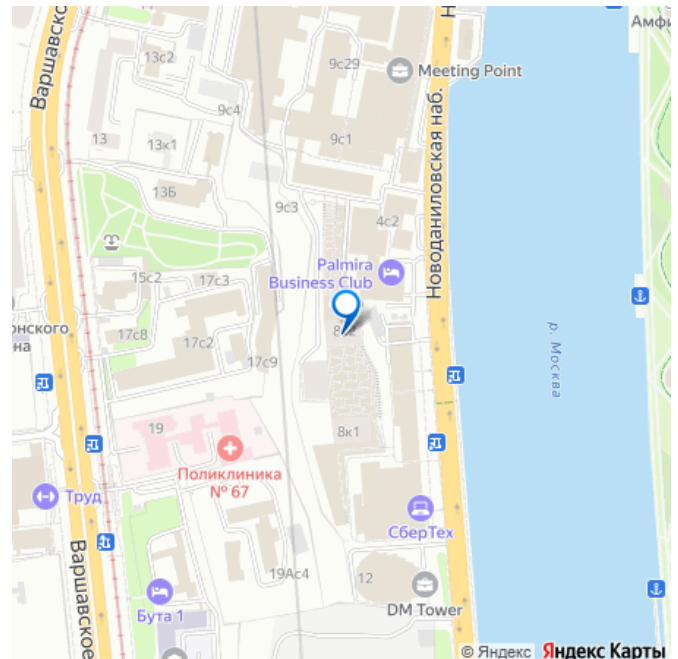 Варшавско
13с2
9с29
Meeting Point
Амфи
9с4
13
13к1
9с1
Новоданиловская наб.
13Б
9с3
4с2
15с2
17с3
Palmira
Business Club
онского
на
17с8
17с2
17с9
р. Москва
19
8к1
Поликлиника
№ 67
Труд
СберТех
Варшавское
19Ас4
12
Бута 1
DM Tower
© Яндекс Яндекс Карты